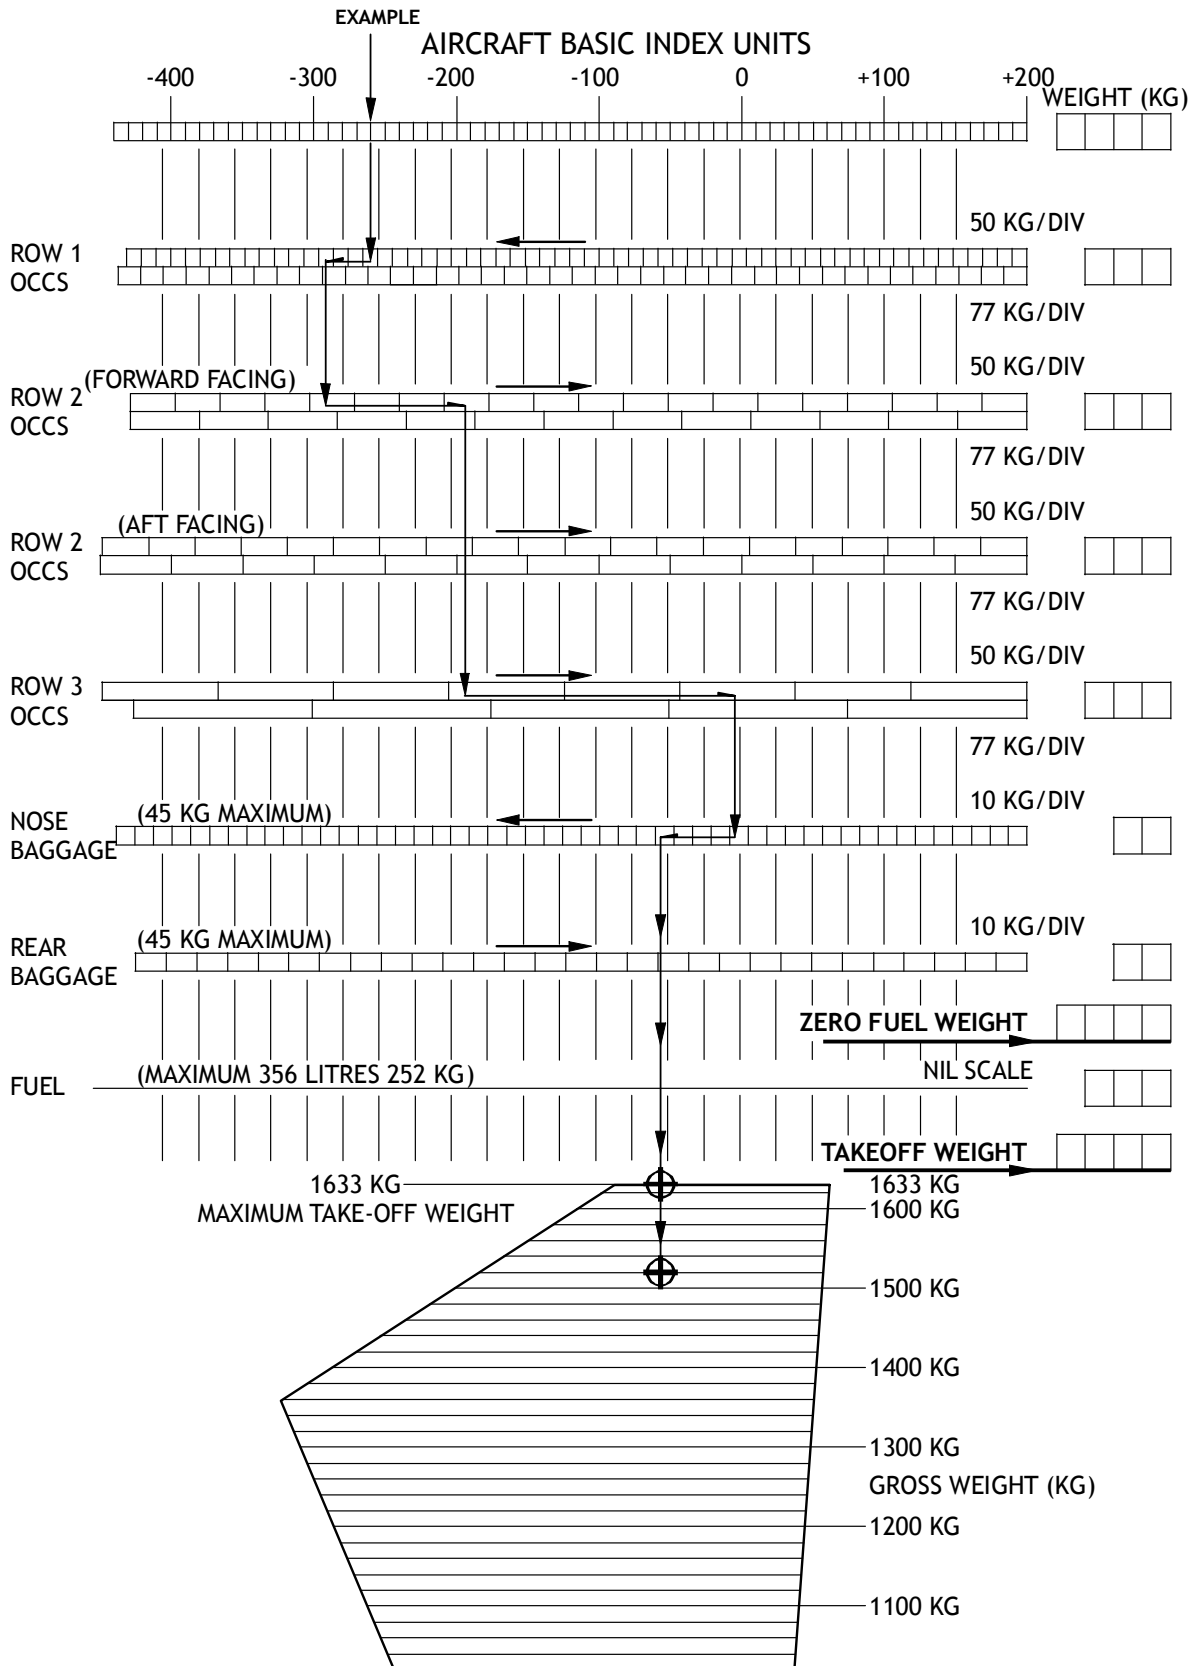 EXAMPLE
AIRCRAFT BASIC INDEX UNITS
-400 -300 -200 -100 0 +100 +200
WEIGHT (KG)
50 KG/DIV
ROW 1
OCCS
77 KG/DIV
50 KG/DIV
(FORWARD FACING)
ROW 2
OCCS
77 KG/DIV
50 KG/DIV
(AFT FACING)
ROW 2
OCCS
77 KG/DIV
50 KG/DIV
ROW 3
OCCS
77 KG/DIV
10 KG/DIV
(45 KG MAXIMUM)
NOSE
BAGGAGE
10 KG/DIV
(45 KG MAXIMUM)
REAR
BAGGAGE
ZERO FUEL WEIGHT
NIL SCALE
(MAXIMUM 356 LITRES 252 KG)
FUEL
TAKEOFF WEIGHT
1633 KG 1633 KG
MAXIMUM TAKE-OFF WEIGHT 1600 KG
1500 KG
1400 KG
1300 KG
GROSS WEIGHT (KG)
1200 KG
1100 KG